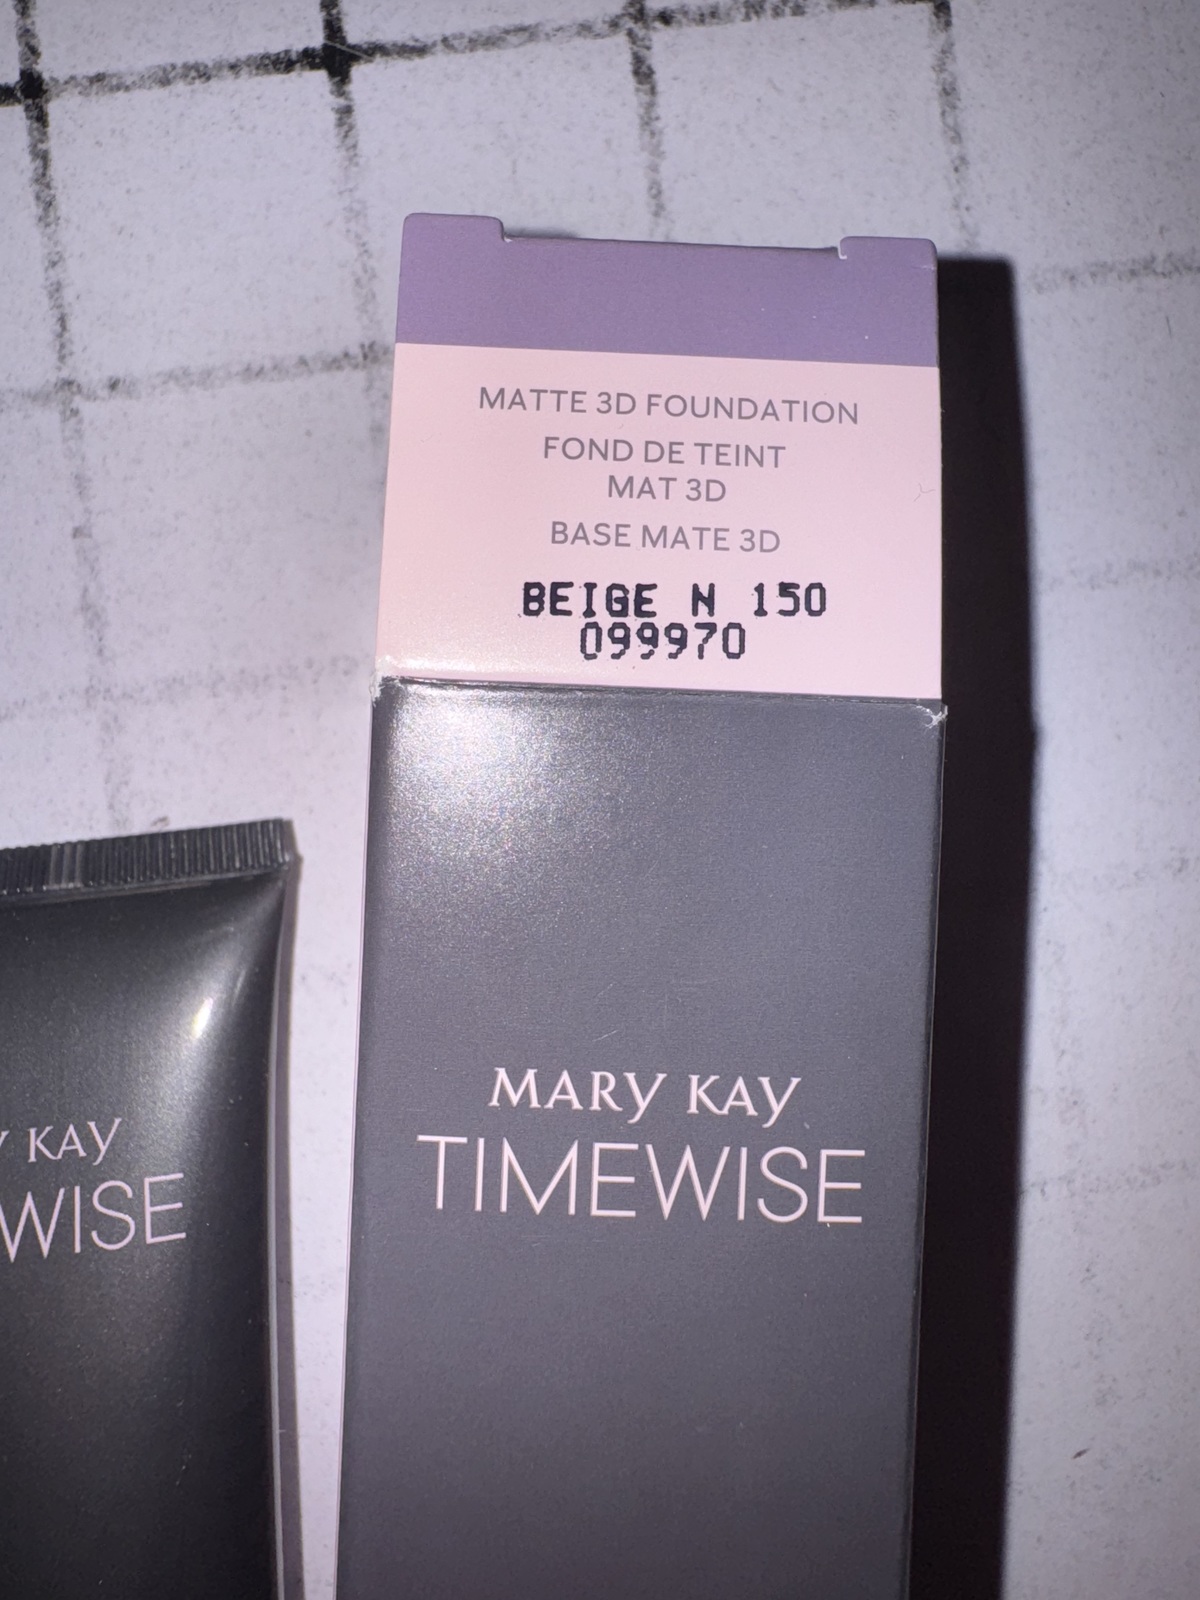 MATTE 3D FOUNDATION
FOND DE TEINT
MAT 3D
BASE MATE 3D
BEIGE N 150
099970
MARY KAY
TIMEWISE
KAY
WISE